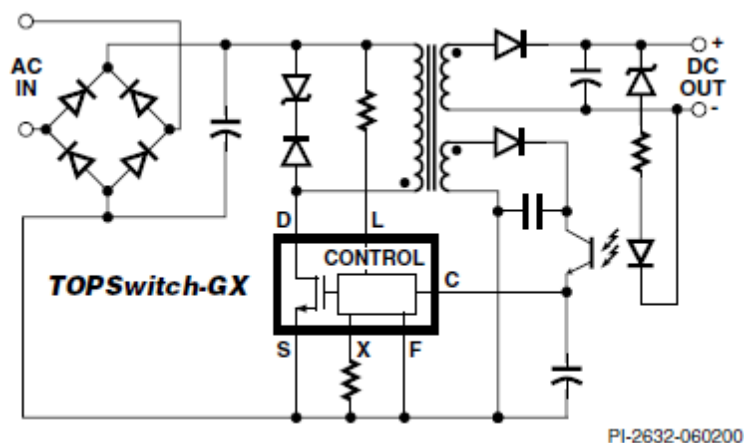 AC
IN
+
DC
OUT
-
D
L
CONTROL
TOPSwitch-GX
C
S
X
F
PI-2632-060200